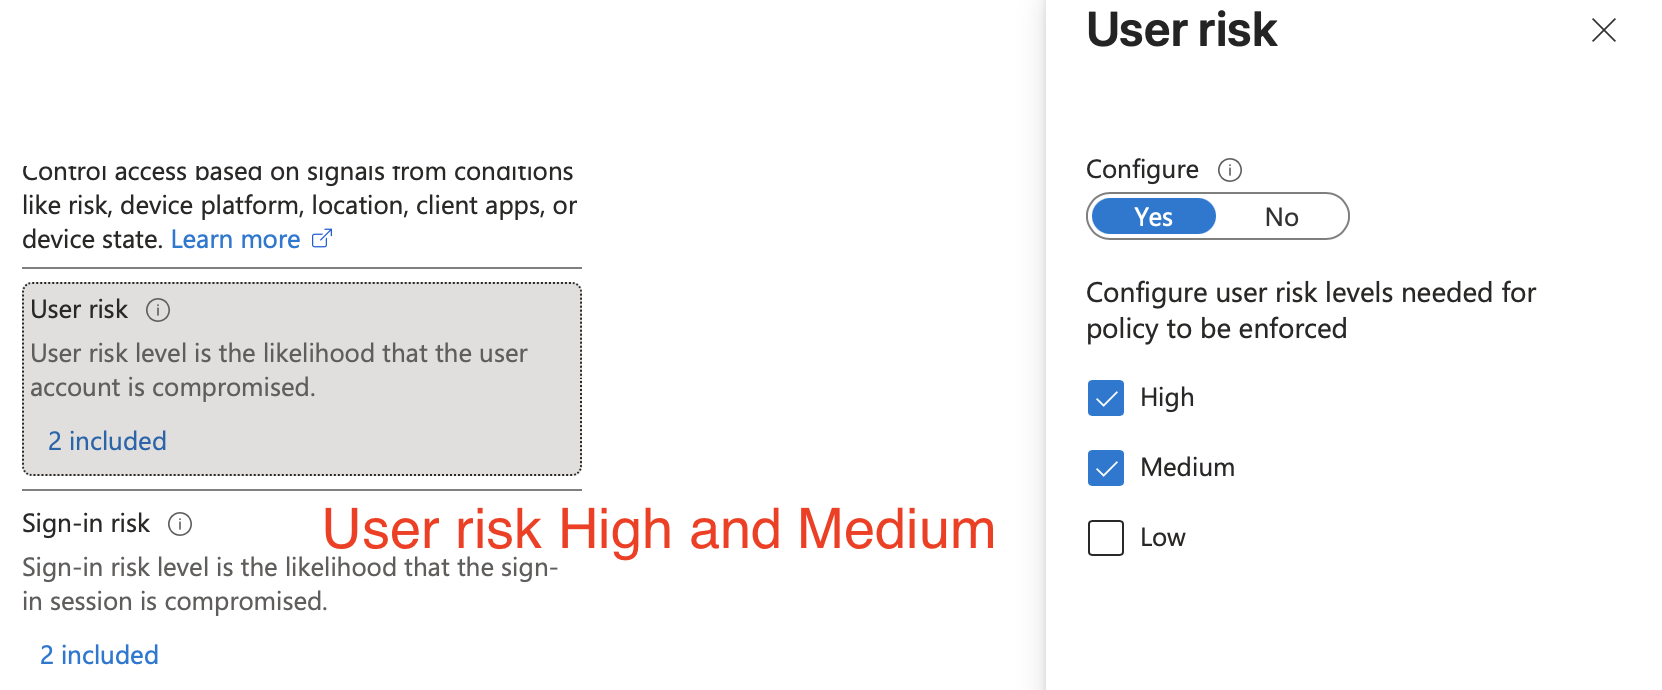 Control access based on signals from conditions
like risk, device platform, location, client apps, or
device state. Learn more
User risk
User risk level is the likelihood that the user
account is compromised.
2 included
Sign-in risk
Sign-in risk level is the likelihood that the sign-
in session is compromised.
2 included
User risk High and Medium
User risk
Configure
Yes No
Configure user risk levels needed for
policy to be enforced
High
Medium
Low